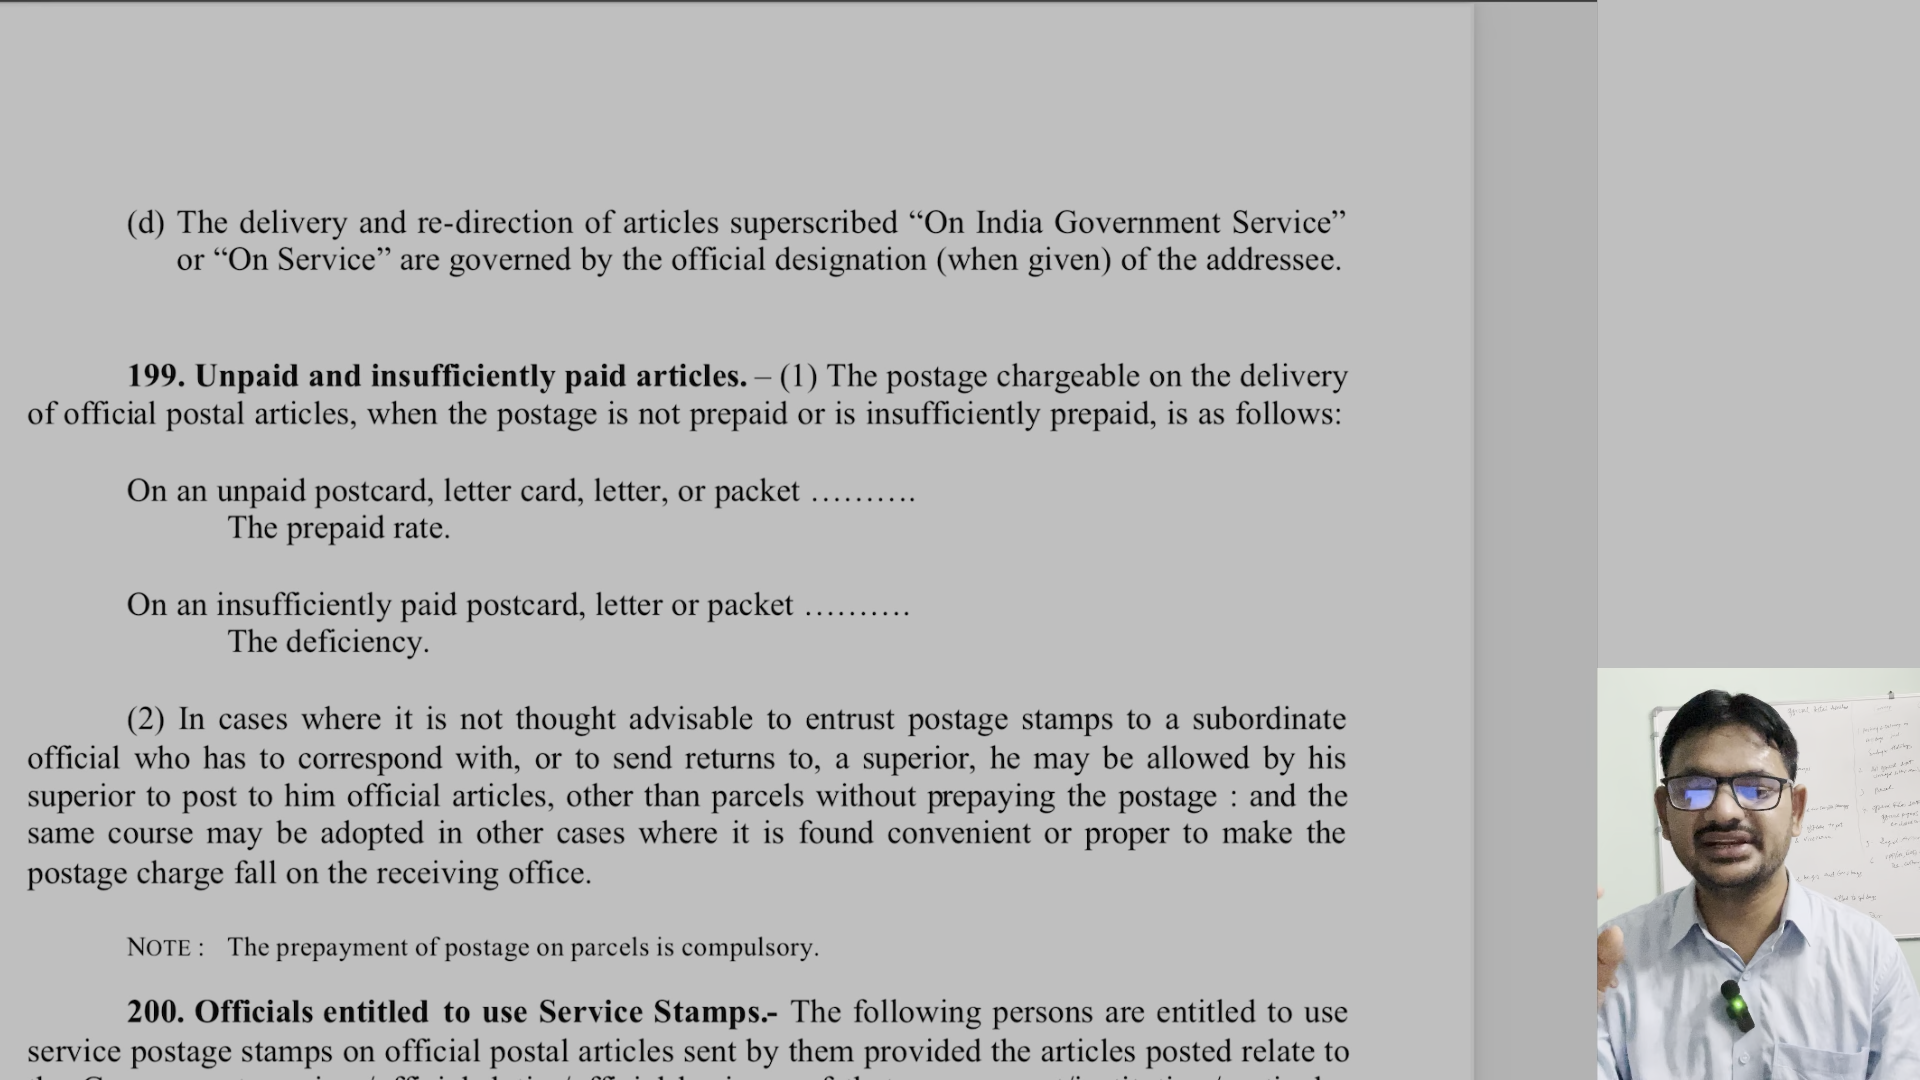 (d) The delivery and re-direction of articles superscribed “On India Government Service”
or “On Service” are governed by the official designation (when given) of the addressee.
199. Unpaid and insufficiently paid articles. – (1) The postage chargeable on the delivery
of official postal articles, when the postage is not prepaid or is insufficiently prepaid, is as follows:
On an unpaid postcard, letter card, letter, or packet ……….
The prepaid rate.
On an insufficiently paid postcard, letter or packet ……….
The deficiency.
(2) In cases where it is not thought advisable to entrust postage stamps to a subordinate
official who has to correspond with, or to send returns to, a superior, he may be allowed by his
superior to post to him official articles, other than parcels without prepaying the postage : and the
same course may be adopted in other cases where it is found convenient or proper to make the
postage charge fall on the receiving office.
NOTE : The prepayment of postage on parcels is compulsory.
200. Officials entitled to use Service Stamps.- The following persons are entitled to use
service postage stamps on official postal articles sent by them provided the articles posted relate to